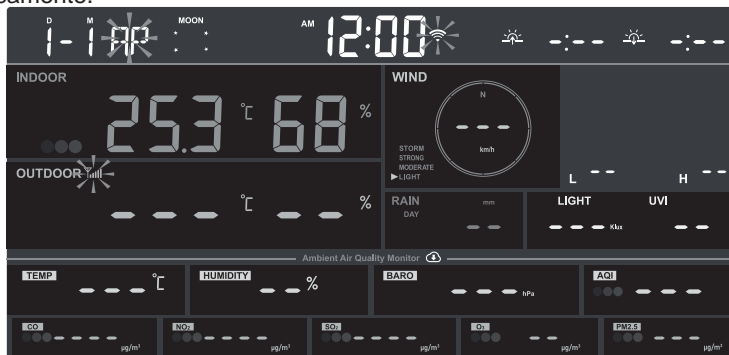 samente.
D M MOON AM
1-1 AP 12:00 -:-- -:--
INDOOR
25.3 °C 68 %
WIND
N
---
km/h
STORM
STRONG
MODERATE
▶LIGHT
L -- H --
OUTDOOR
--- °C -- %
RAIN mm
DAY
--
LIGHT UVI
--- Klux --
Ambient Air Quality Monitor
TEMP --- °C
HUMIDITY -- %
BARO --- hPa
AQI ---
CO ---- µg/m³
NO₂ ---- µg/m³
SO₂ ---- µg/m³
O₃ -- µg/m³
PM2.5 -- µg/m³